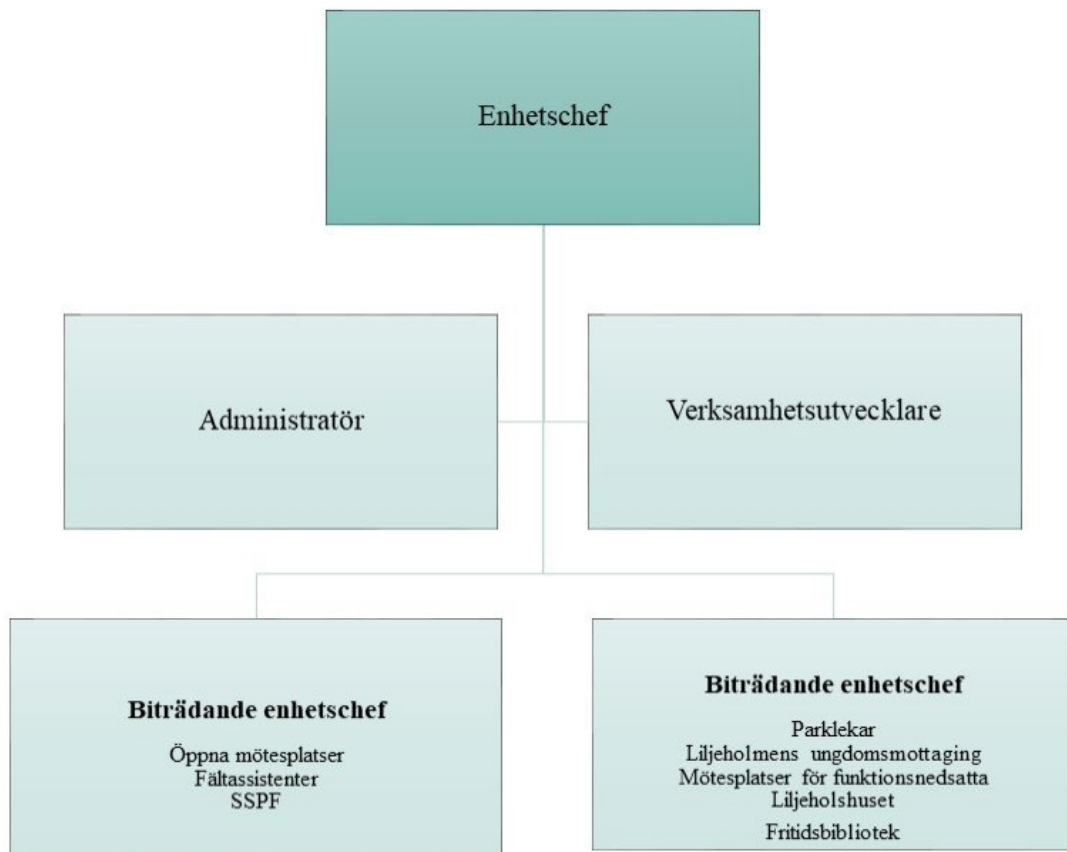 Enhetschef
Administratör
Verksamhetsutvecklare
Biträdande enhetschef
Öppna mötesplatser
Fältassistenter
SSPF
Biträdande enhetschef
Parklekar
Liljeholmens ungdomsmottaging
Mötesplatser för funktionsnedsatta
Liljeholshuset
Fritidsbibliotek